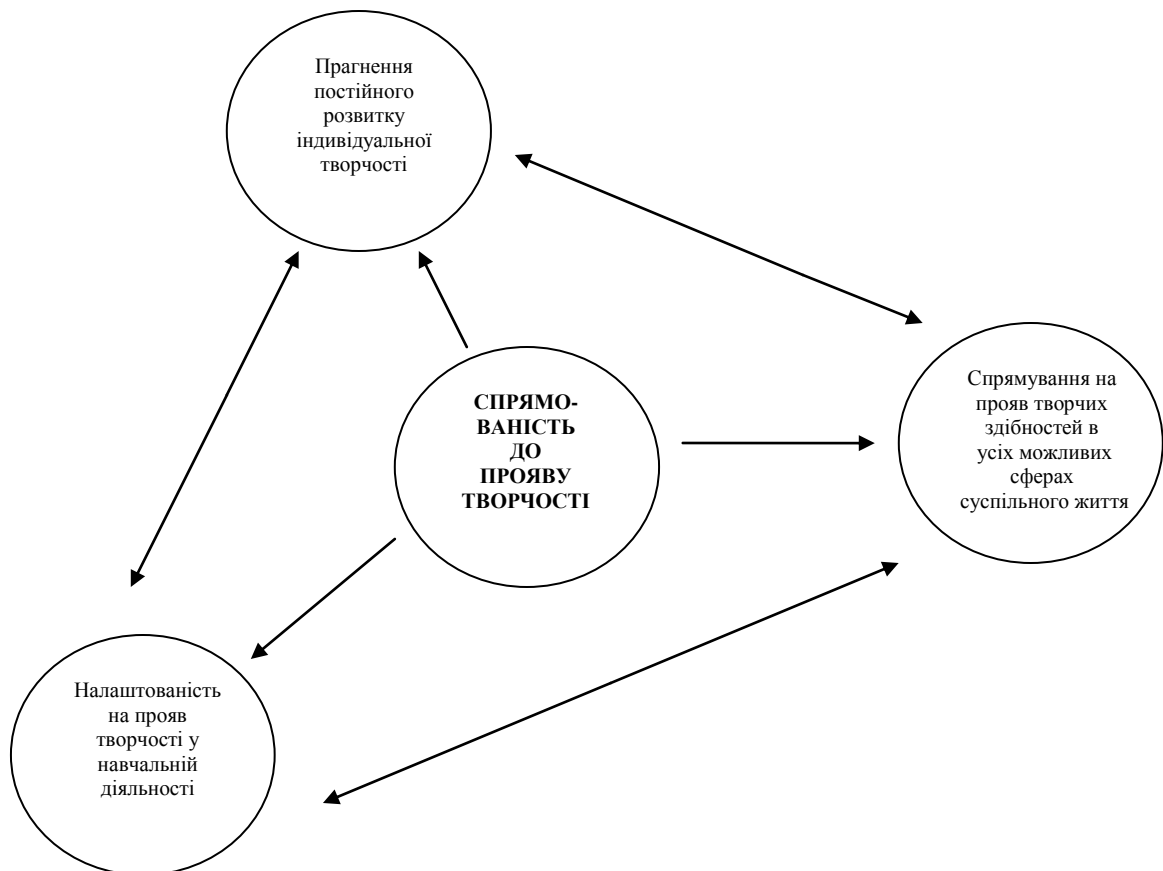 Прагнення
постійного
розвитку
індивідуальної
творчості
СПРЯМО-
ВАНІСТЬ
ДО
ПРОЯВУ
ТВОРЧОСТІ
Спрямування на
прояв творчих
здібностей в
усіх можливих
сферах
суспільного життя
Налаштованість
на прояв
творчості у
навчальній
діяльності